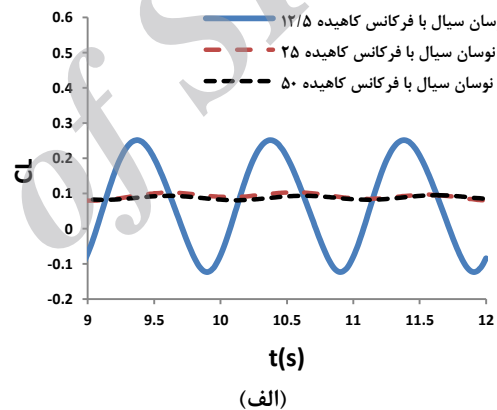 سان سیال با فرکانس کاهیده ۱۲/۵
نوسان سیال با فرکانس کاهیده ۲۵
نوسان سیال با فرکانس کاهیده ۵۰
0.6
0.5
0.4
0.3
0.2
0.1
0
-0.1
-0.2
CL
9
9.5
10
10.5
11
11.5
12
t(s)
(الف)
of S